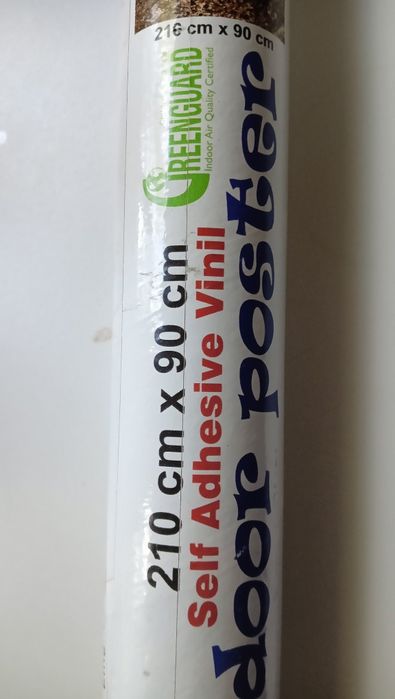 216 cm x 90 cm
GREENGUARD
Indoor Air Quality Certified
210 cm x 90 cm
Self Adhesive Vinil
door poster